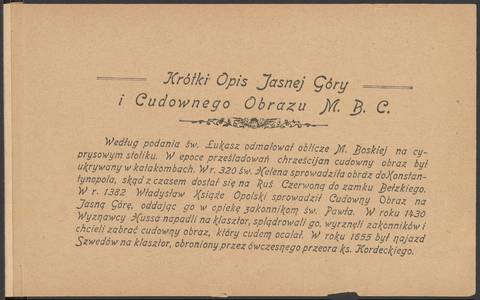 Krótki Opis Jasnej Góry
i Cudownego Obrazu M. B. C.
Według podania św. Łukasz odmalował oblicze M. Boskiej na cy-
prysowym stoliku. W epoce prześladowań chrześcijan cudowny obraz był
ukrywany w katakombach. W r. 320 św. Helena sprowadziła obraz do Konstan-
tynopola, skąd z czasem dostał się na Ruś Czerwoną do zamku Bełzkiego.
W r. 1382 Władysław Książe Opolski sprowadził Cudowny Obraz na
Jasną Górę, oddając go w opiekę zakonnikom św. Pawła. W roku 1430
Wyznawcy Hussa napadli na klasztor, splądrowali go, wyrznęli zakonników i
chcieli zabrać cudowny obraz, który cudem ocalał. W roku 1655 był najazd
Szwedów na klasztor, obroniony przez ówczesnego przeora ks. Kordeckiego.